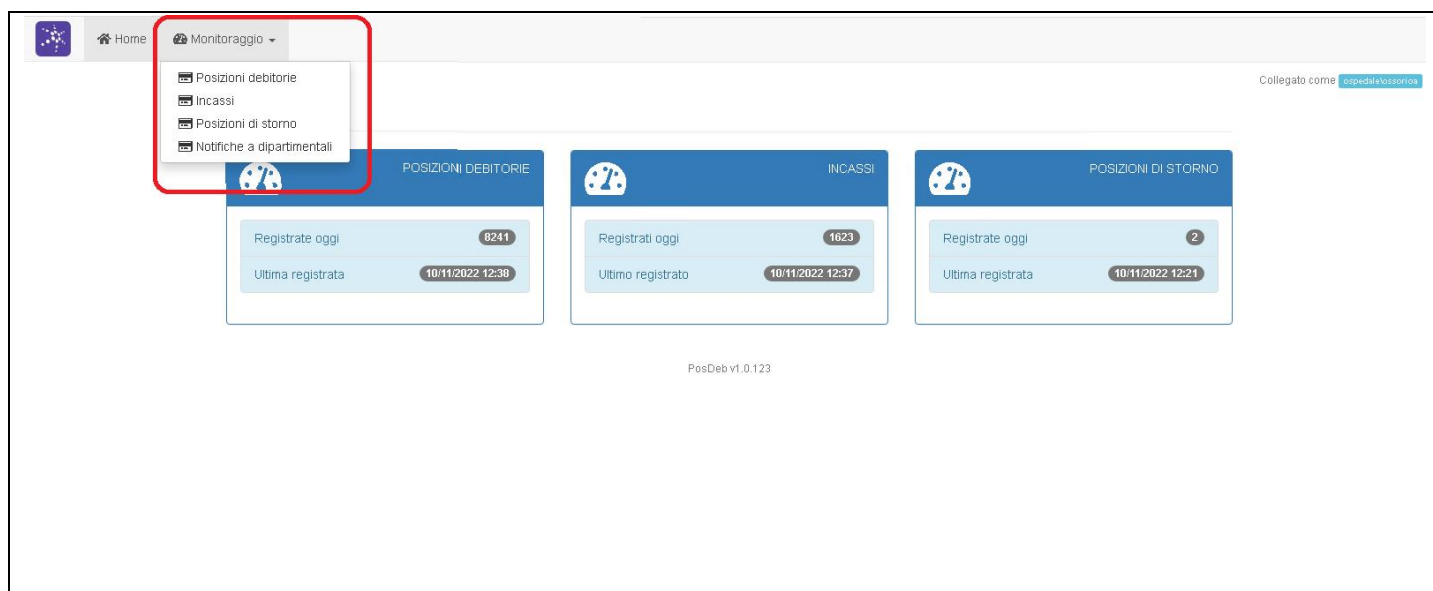 Home Monitoraggio
Posizioni debitorie
Incassi
Posizioni di storno
Notifiche a dipartimentali
Collegato come ospedale\ossorioa
POSIZIONI DEBITORIE
Registrate oggi 8241
Ultima registrata 10/11/2022 12:38
INCASSI
Registrati oggi 1623
Ultimo registrato 10/11/2022 12:37
POSIZIONI DI STORNO
Registrate oggi 2
Ultima registrata 10/11/2022 12:21
PosDeb v1.0.123